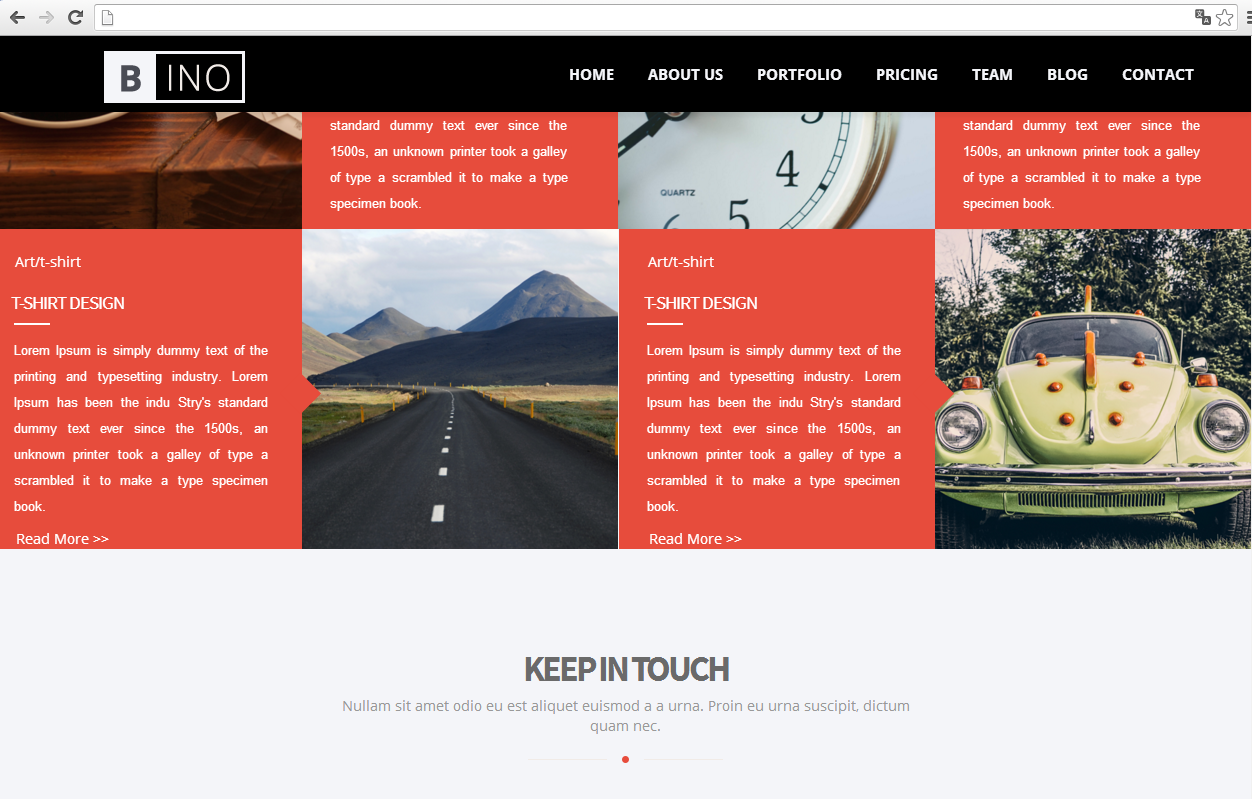 BINO
HOME ABOUT US PORTFOLIO PRICING TEAM BLOG CONTACT
standard dummy text ever since the
1500s, an unknown printer took a galley
of type a scrambled it to make a type
specimen book.
4
QUARTZ
5
6
standard dummy text ever since the
1500s, an unknown printer took a galley
of type a scrambled it to make a type
specimen book.
Art/t-shirt
T-SHIRT DESIGN
Lorem Ipsum is simply dummy text of the
printing and typesetting industry. Lorem
Ipsum has been the indu Stry's standard
dummy text ever since the 1500s, an
unknown printer took a galley of type a
scrambled it to make a type specimen
book.
Read More >>
Art/t-shirt
T-SHIRT DESIGN
Lorem Ipsum is simply dummy text of the
printing and typesetting industry. Lorem
Ipsum has been the indu Stry's standard
dummy text ever since the 1500s, an
unknown printer took a galley of type a
scrambled it to make a type specimen
book.
Read More >>
KEEP IN TOUCH
Nullam sit amet odio eu est aliquet euismod a a urna. Proin eu urna suscipit, dictum
quam nec.